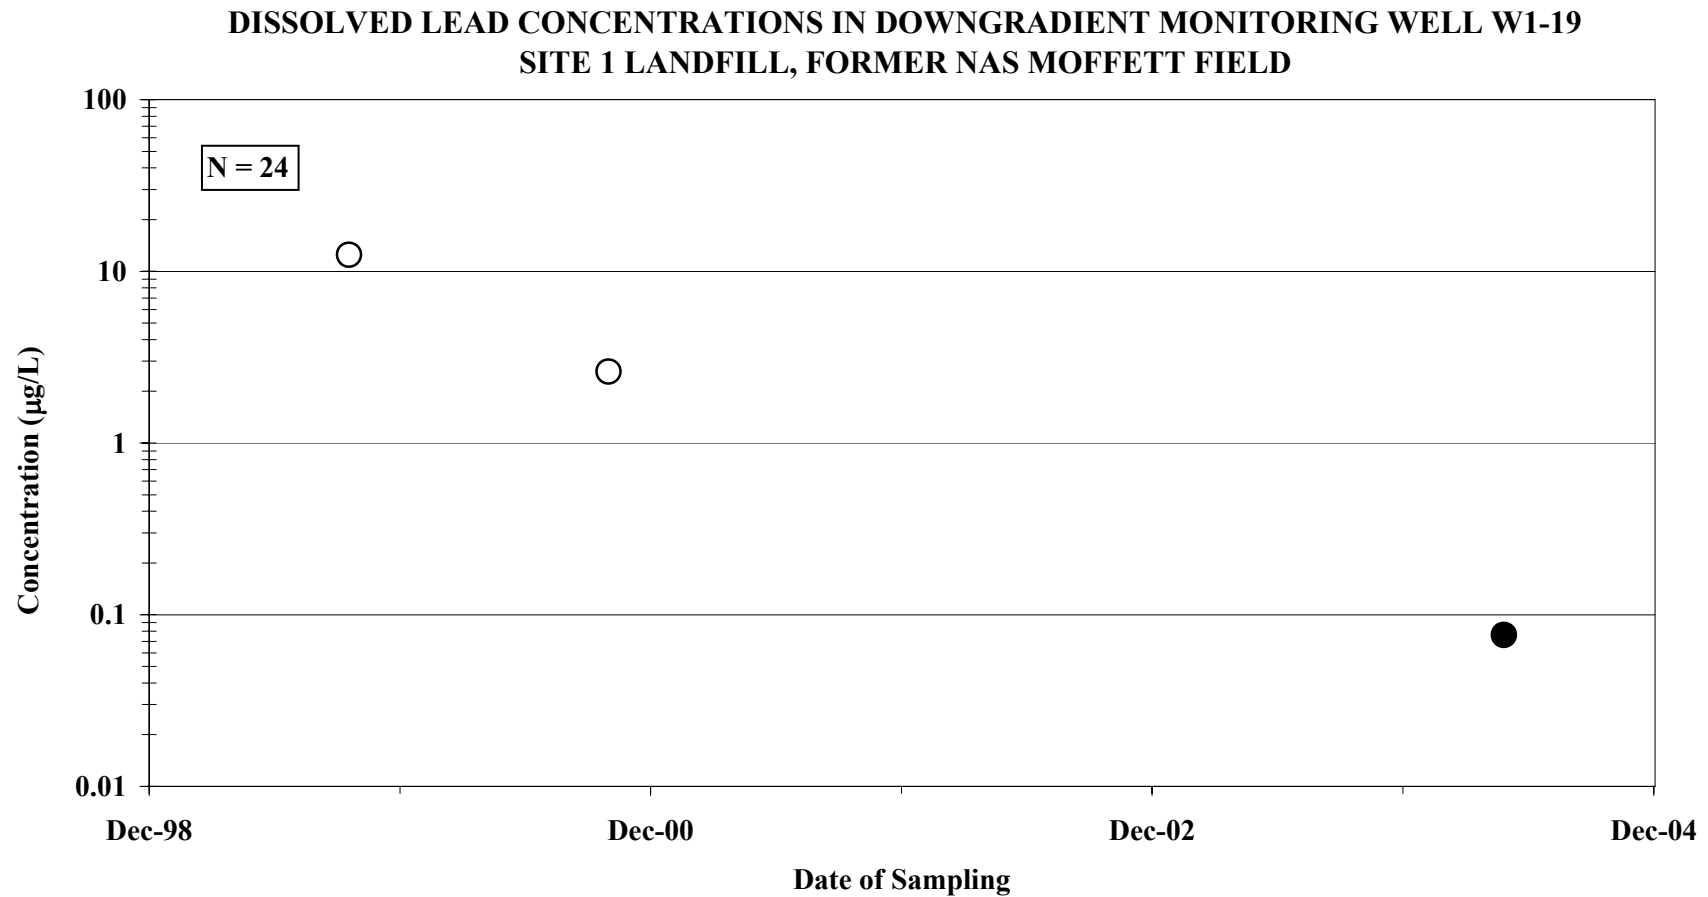 DISSOLVED LEAD CONCENTRATIONS IN DOWNGRADIENT MONITORING WELL W1-19
SITE 1 LANDFILL, FORMER NAS MOFFETT FIELD
100
N = 24
10
1
0.1
0.01
Concentration (µg/L)
Dec-98
Dec-00
Dec-02
Dec-04
Date of Sampling